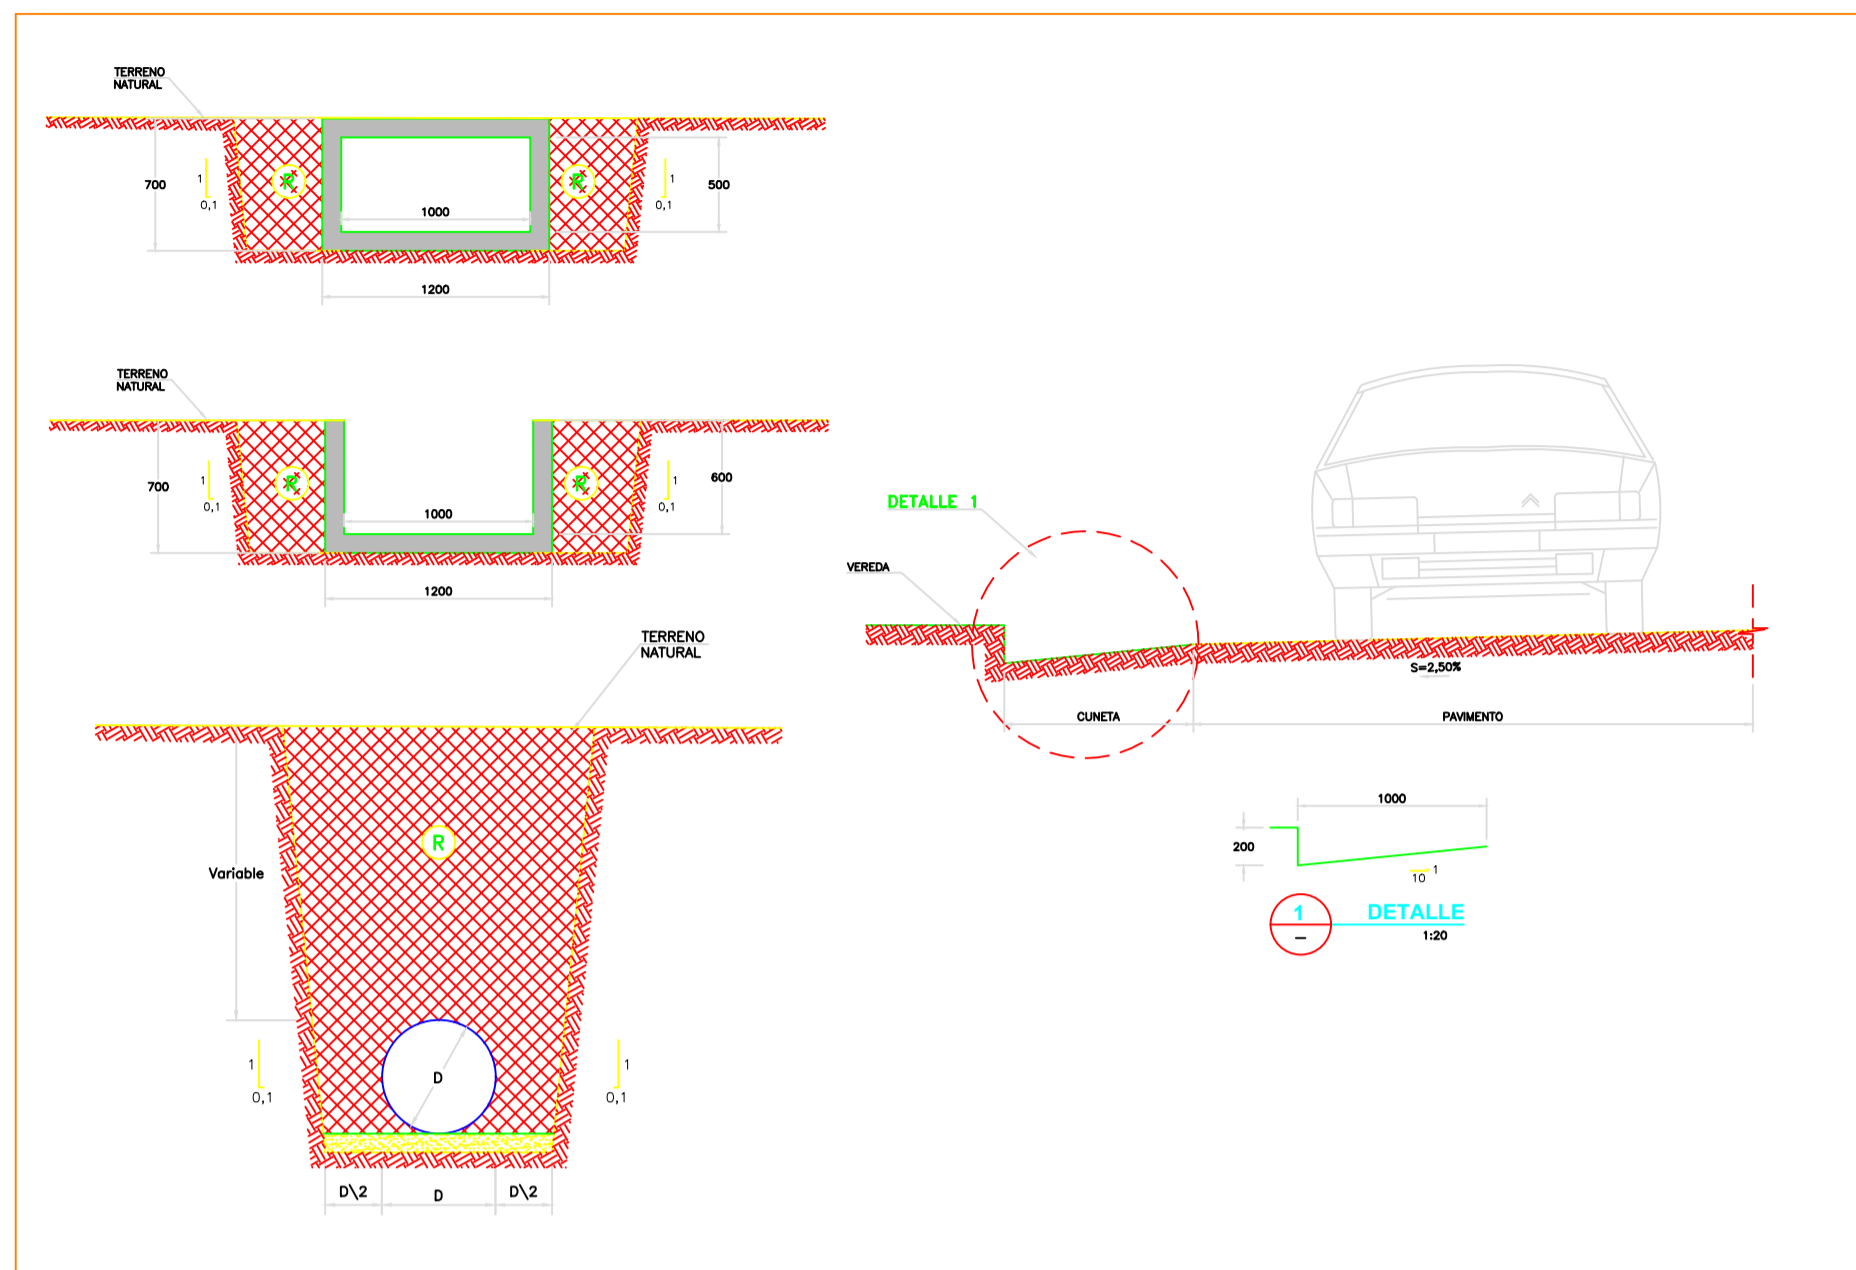 TERRENO
NATURAL
700
1
0,1
R
1000
R
1
0,1
500
1200
TERRENO
NATURAL
700
1
0,1
R
1000
R
1
0,1
600
1200
TERRENO
NATURAL
Variable
R
1
0,1
D
1
0,1
D\2
D
D\2
DETALLE 1
VEREDA
S=2,50%
CUNETA
PAVIMENTO
1000
200
10
1
1
–
DETALLE
1:20